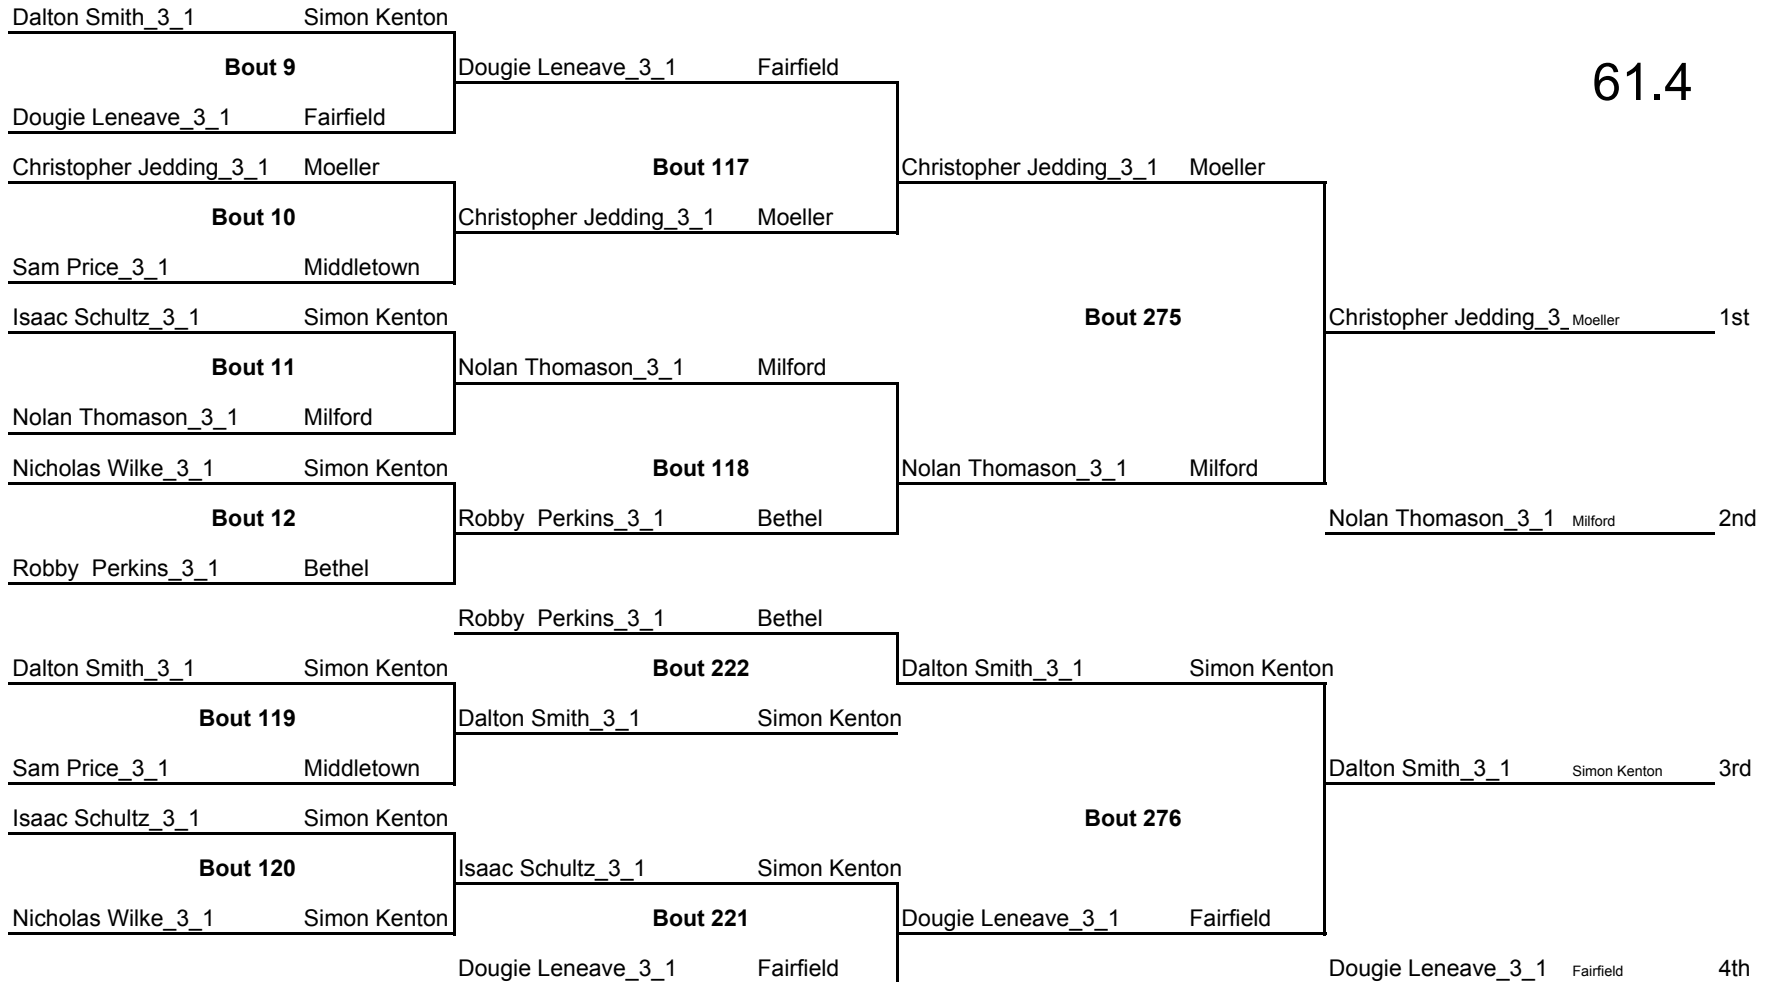 Dalton Smith_3_1 Simon Kenton
Bout 9 Dougie Leneave_3_1 Fairfield
61.4
Dougie Leneave_3_1 Fairfield
Christopher Jedding_3_1 Moeller Bout 117 Christopher Jedding_3_1 Moeller
Bout 10 Christopher Jedding_3_1 Moeller
Sam Price_3_1 Middletown
Isaac Schultz_3_1 Simon Kenton Bout 275 Christopher Jedding_3_ Moeller 1st
Bout 11 Nolan Thomason_3_1 Milford
Nolan Thomason_3_1 Milford
Nicholas Wilke_3_1 Simon Kenton Bout 118 Nolan Thomason_3_1 Milford
Bout 12 Robby  Perkins_3_1 Bethel Nolan Thomason_3_1 Milford 2nd
Robby  Perkins_3_1 Bethel
Robby  Perkins_3_1 Bethel
Dalton Smith_3_1 Simon Kenton Bout 222 Dalton Smith_3_1 Simon Kenton
Bout 119 Dalton Smith_3_1 Simon Kenton
Sam Price_3_1 Middletown Dalton Smith_3_1 Simon Kenton 3rd
Isaac Schultz_3_1 Simon Kenton Bout 276
Bout 120 Isaac Schultz_3_1 Simon Kenton
Nicholas Wilke_3_1 Simon Kenton Bout 221 Dougie Leneave_3_1 Fairfield
Dougie Leneave_3_1 Fairfield Dougie Leneave_3_1 Fairfield 4th